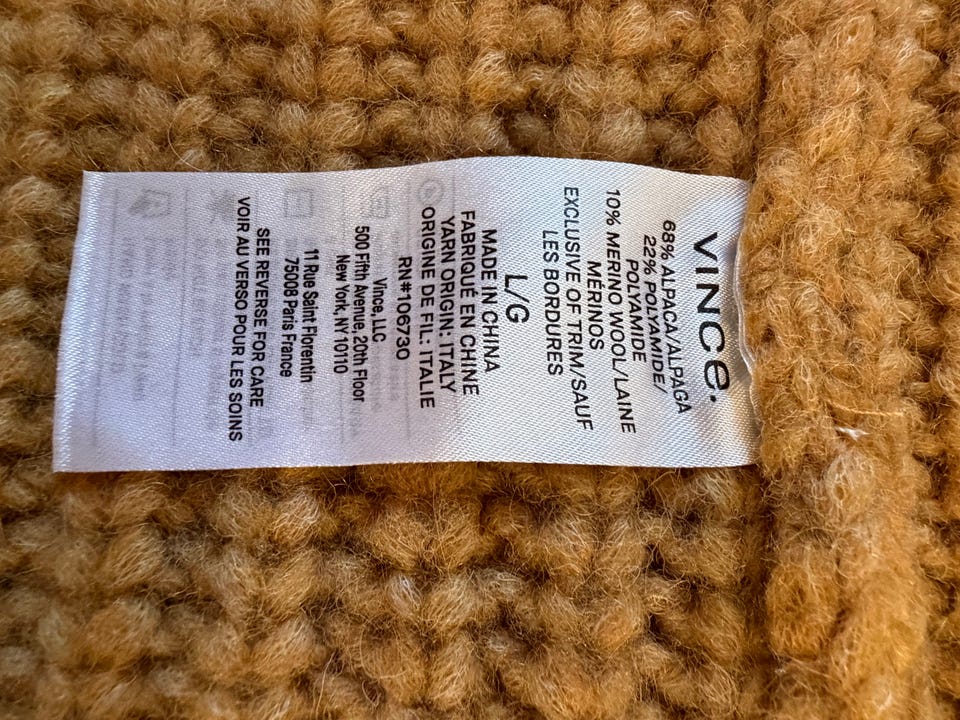 VINCE.
68% ALPACA/ALPAGA
22% POLYAMIDE/
POLYAMIDE
10% MERINO WOOL/LAINE
MÉRINOS
EXCLUSIVE OF TRIM/SAUF
LES BORDURES
L/G
MADE IN CHINA
FABRIQUÉ EN CHINE
YARN ORIGIN: ITALY
ORIGINE DE FIL: ITALIE
RN#106730
Vince, LLC
500 Fifth Avenue, 20th Floor
New York, NY 10110
11 Rue Saint Florentin
75008 Paris France
SEE REVERSE FOR CARE
VOIR AU VERSO POUR LES SOINS